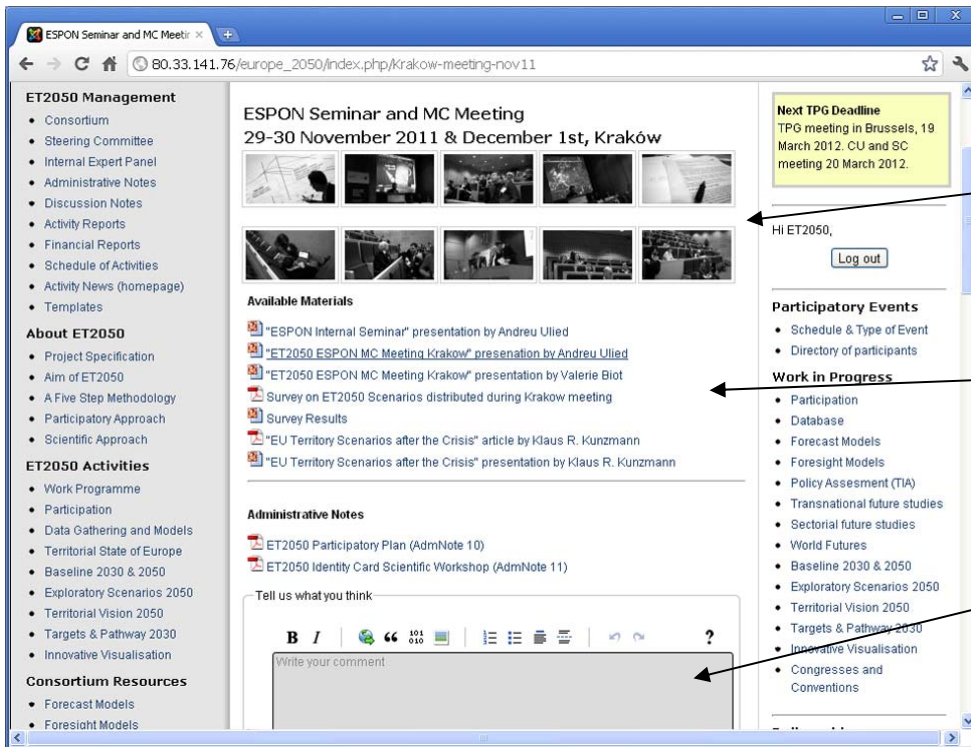 ESPON Seminar and MC Meetir
80.33.141.76/europe_2050/index.php/Krakow-meeting-nov11
ET2050 Management
Consortium
Steering Committee
Internal Expert Panel
Administrative Notes
Discussion Notes
Activity Reports
Financial Reports
Schedule of Activities
Activity News (homepage)
Templates
About ET2050
Project Specification
Aim of ET2050
A Five Step Methodology
Participatory Approach
Scientific Approach
ET2050 Activities
Work Programme
Participation
Data Gathering and Models
Territorial State of Europe
Baseline 2030 & 2050
Exploratory Scenarios 2050
Territorial Vision 2050
Targets & Pathway 2030
Innovative Visualisation
Consortium Resources
Forecast Models
Foresight Models
ESPON Seminar and MC Meeting
29-30 November 2011 & December 1st, Kraków
Available Materials
"ESPON Internal Seminar" presentation by Andreu Ulied
"ET2050 ESPON MC Meeting Krakow" presenation by Andreu Ulied
"ET2050 ESPON MC Meeting Krakow" presentation by Valerie Biot
Survey on ET2050 Scenarios distributed during Krakow meeting
Survey Results
"EU Territory Scenarios after the Crisis" article by Klaus R. Kunzmann
"EU Territory Scenarios after the Crisis" presentation by Klaus R. Kunzmann
Administrative Notes
ET2050 Participatory Plan (AdmNote 10)
ET2050 Identity Card Scientific Workshop (AdmNote 11)
Tell us what you think
B I 101 010 ?
Write your comment
Next TPG Deadline
TPG meeting in Brussels, 19
March 2012. CU and SC
meeting 20 March 2012.
Hi ET2050,
Log out
Participatory Events
Schedule & Type of Event
Directory of participants
Work in Progress
Participation
Database
Forecast Models
Foresight Models
Policy Assesment (TIA)
Transnational future studies
Sectorial future studies
World Futures
Baseline 2030 & 2050
Exploratory Scenarios 2050
Territorial Vision 2050
Targets & Pathway 2030
Innovative Visualisation
Congresses and
Conventions